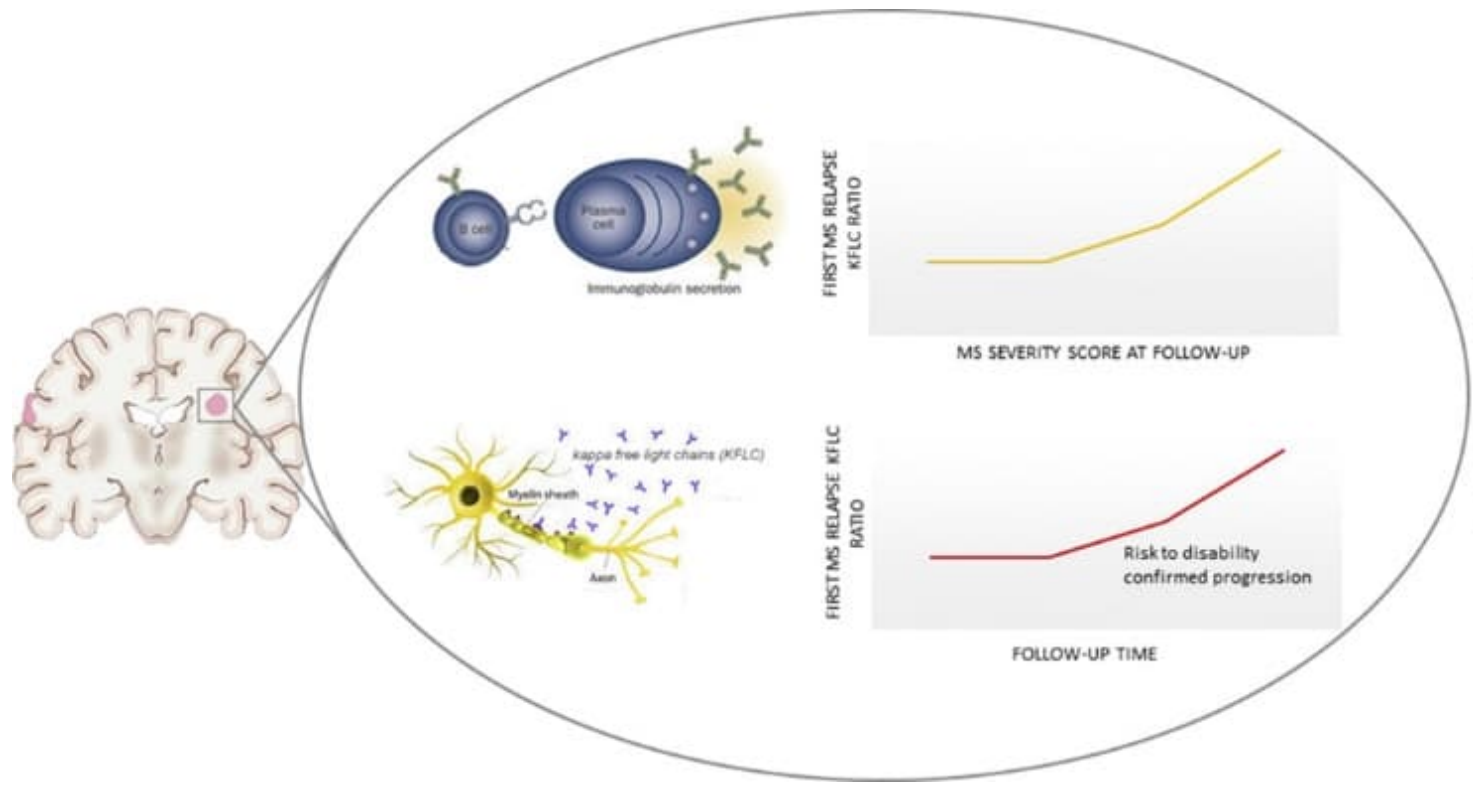 B cell
Plasma
cell
Immunoglobulin secretion
FIRST MS RELAPSE
KFLC RATIO
MS SEVERITY SCORE AT FOLLOW-UP
kappa free light chains (KFLC)
Myelin sheath
Axon
FIRST MS RELAPSE KFLC
RATIO
Risk to disability
confirmed progression
FOLLOW-UP TIME